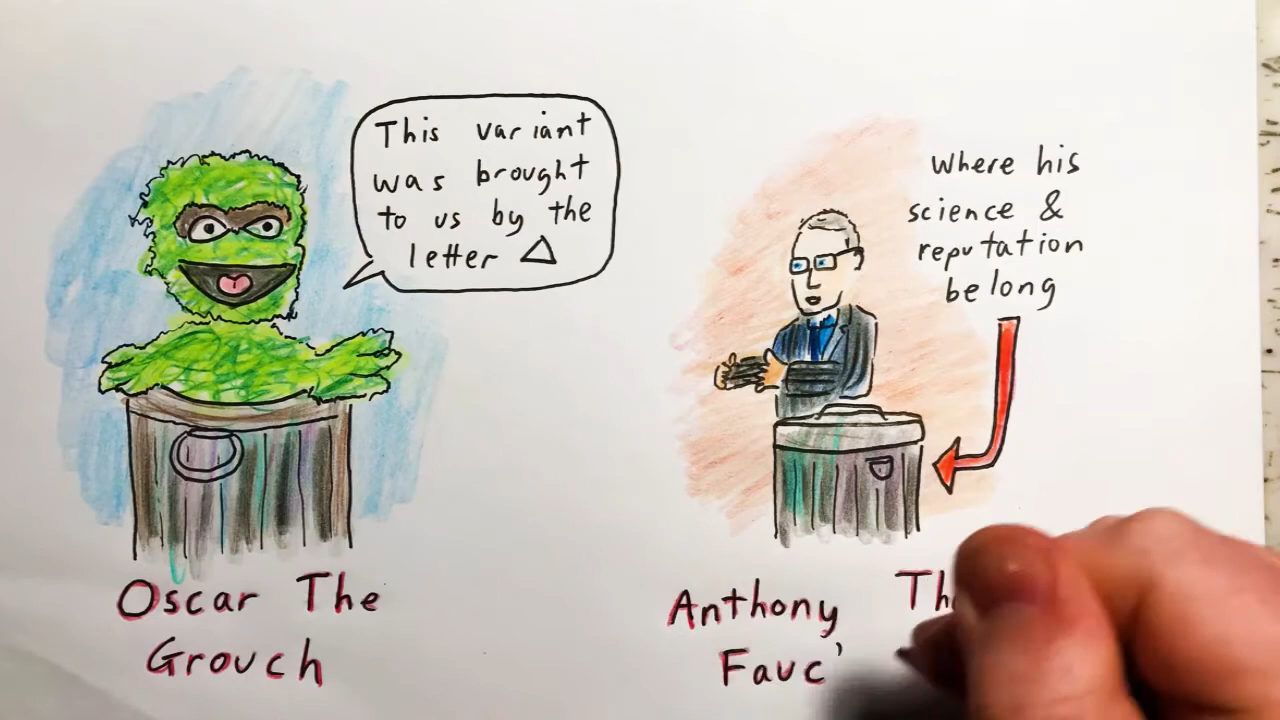 This variant
was brought
to us by the
letter Δ
Where his
science &
reputation
belong
Oscar The
Grouch
Anthony
Fauc